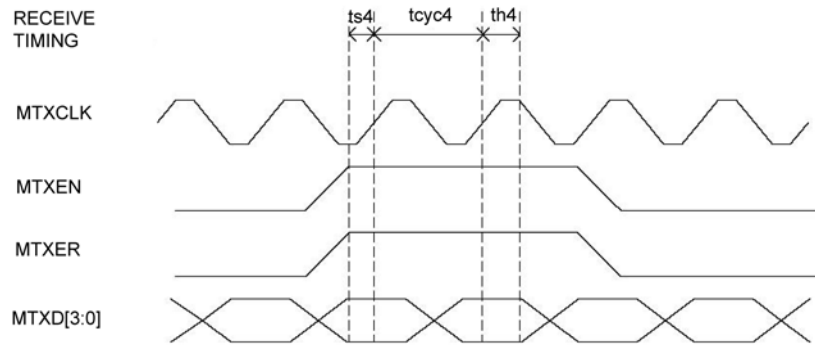 RECEIVE
TIMING
ts4 tcyc4 th4
MTXCLK
MTXEN
MTXER
MTXD[3:0]